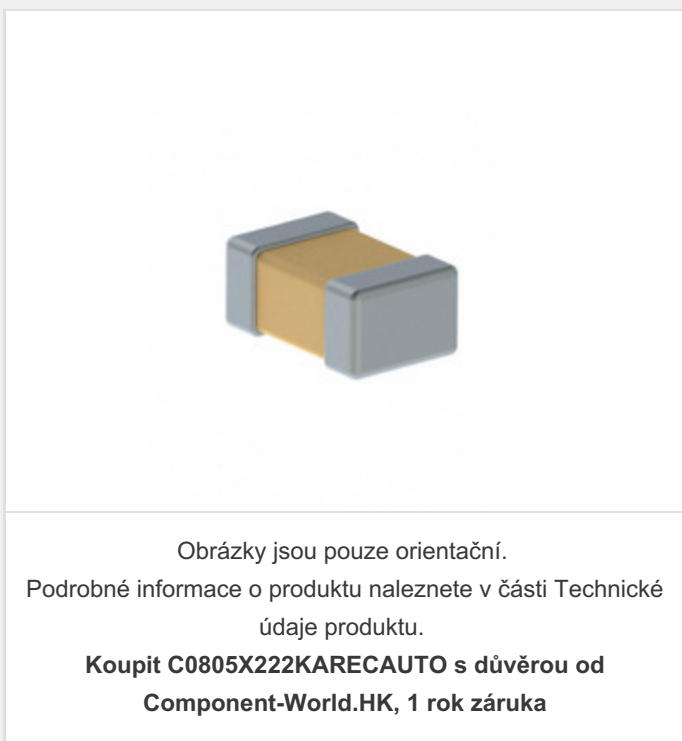 Obrázky jsou pouze orientační.
Podrobné informace o produktu naleznete v části Technické
údaje produktu.
Koupit C0805X222KARECAUTO s důvěrou od
Component-World.HK, 1 rok záruka